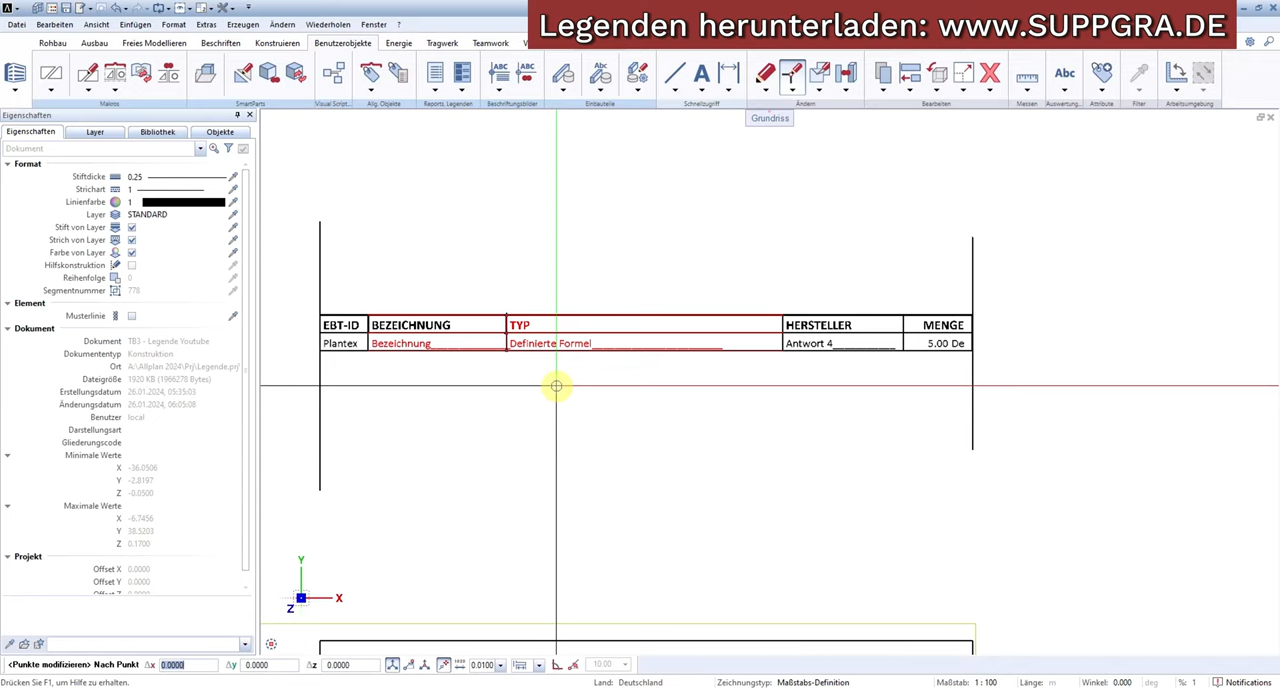 Legenden herunterladen: www.SUPPGRA.DE
Datei Bearbeiten Ansicht Einfügen Format Extras Erzeugen Ändern Wiederholen Fenster ?
Rohbau Ausbau Freies Modellieren Beschriften Konstruieren Benutzerobjekte Energie Tragwerk Teamwork
Abc
Makros SmartParts Visual Script... Allg. Objekte Reports, Legenden Beschriftungsbilder Einbauteile Schnellzugriff Ändern Bearbeiten Messen Auswertung... Attribute Filter Arbeitsumgebung
Eigenschaften
Grundriss
Eigenschaften Layer Bibliothek Objekte
Dokument
Format
Stiftdicke 0.25
Strichart 1
Linienfarbe 1
Layer STANDARD
Stift von Layer
Strich von Layer
Farbe von Layer
Hilfskonstruktion
Reihenfolge 0
Segmentnummer 778
Element
Musterlinie
Dokument
Dokument TB3 - Legende Youtube
Dokumententyp Konstruktion
Ort A:\Allplan 2024\Prj\Legende.prj
Dateigröße 1920 KB (1966278 Bytes)
Erstellungsdatum 26.01.2024, 05:35:03
Änderungsdatum 26.01.2024, 06:05:08
Benutzer local
Darstellungsart
Gliederungscode
Minimale Werte
X -36.0506
Y -2.8197
Z -0.0500
Maximale Werte
X -6.7456
Y 38.5203
Z 0.1700
Projekt
Offset X 0.0000
Offset Y 0.0000
Offset Z 0.0000
EBT-ID BEZEICHNUNG TYP HERSTELLER MENGE
Plantex Bezeichnung Definierte Formel Antwort 4 5.00 De
Y
X
Z
<Punkte modifizieren> Nach Punkt Δx 0.0000 Δy 0.0000 Δz 0.0000 0.0100 10.00
Drücken Sie F1, um Hilfe zu erhalten. Land: Deutschland Zeichnungstyp: Maßstabs-Definition Maßstab: 1 : 100 Länge: m Winkel: 0.000 deg %: 1 Notifications